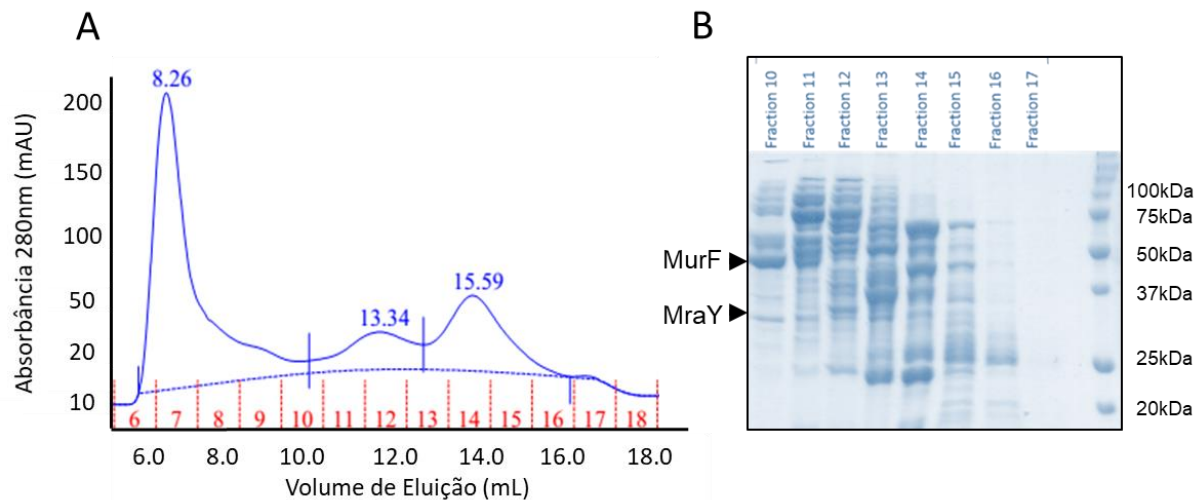 A
Absorbância 280nm (mAU)
200
150
100
50
20
10
8.26
13.34
15.59
6 7 8 9 10 11 12 13 14 15 16 17 18
6.0 8.0 10.0 12.0 14.0 16.0 18.0
Volume de Eluição (mL)
B
Fraction 10
Fraction 11
Fraction 12
Fraction 13
Fraction 14
Fraction 15
Fraction 16
Fraction 17
MurF
MraY
100kDa
75kDa
50kDa
37kDa
25kDa
20kDa